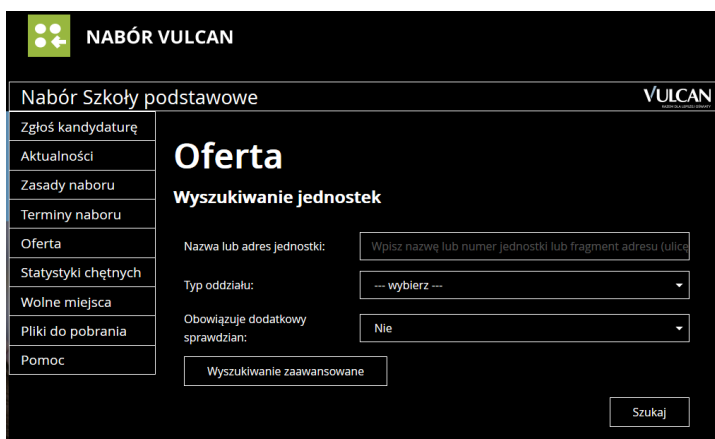 NABÓR VULCAN
Nabór Szkoły podstawowe
VULCAN
Zgłoś kandydaturę
Aktualności
Zasady naboru
Terminy naboru
Oferta
Statystyki chętnych
Wolne miejsca
Pliki do pobrania
Pomoc
Oferta
Wyszukiwanie jednostek
Nazwa lub adres jednostki:
Wpisz nazwę lub numer jednostki lub fragment adresu (ulicę
Typ oddziału:
--- wybierz ---
Obowiązuje dodatkowy
sprawdzian:
Nie
Wyszukiwanie zaawansowane
Szukaj